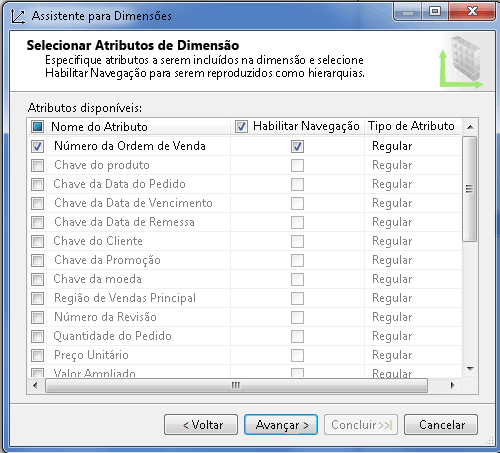 Assistente para Dimensões
Selecionar Atributos de Dimensão
Especifique atributos a serem incluídos na dimensão e selecione
Habilitar Navegação para serem reproduzidos como hierarquias.
Atributos disponíveis:
Nome do Atributo Habilitar Navegação Tipo de Atributo
Número da Ordem de Venda Regular
Chave do produto Regular
Chave da Data do Pedido Regular
Chave da Data de Vencimento Regular
Chave da Data de Remessa Regular
Chave do Cliente Regular
Chave da Promoção Regular
Chave da moeda Regular
Região de Vendas Principal Regular
Número da Revisão Regular
Quantidade do Pedido Regular
Preço Unitário Regular
Valor Ampliado Regular
< Voltar Avançar > Concluir >>| Cancelar